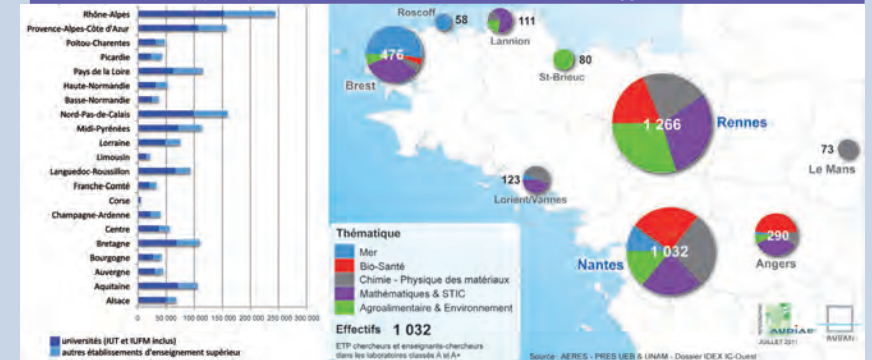 Rhône-Alpes
Provence-Alpes-Côte d'Azur
Poitou-Charentes
Picardie
Pays de la Loire
Haute-Normandie
Basse-Normandie
Nord-Pas-de-Calais
Midi-Pyrénées
Lorraine
Limousin
Languedoc-Roussillon
Franche-Comté
Corse
Champagne-Ardenne
Centre
Bretagne
Bourgogne
Auvergne
Aquitaine
Alsace
0 50 000 100 000 150 000 200 000 250 000 300 000
universités (IUT et IUFM inclus)
autres établissements d'enseignement supérieur
Roscoff
58
111
Lannion
476
Brest
80
St-Brieuc
1 266
Rennes
73
Le Mans
123
Lorient/Vannes
1 032
Nantes
290
Angers
Thématique
Mer
Bio-Santé
Chimie - Physique des matériaux
Mathématiques & STIC
Agroalimentaire & Environnement
Effectifs 1 032
ETP chercheurs et enseignants-chercheurs
dans les laboratoires classés A et A+
AUDIAR
JUILLET 2011
AURAN
Source : AERES - PRES UEB & UNAM - Dossier IDEX IC-Ouest